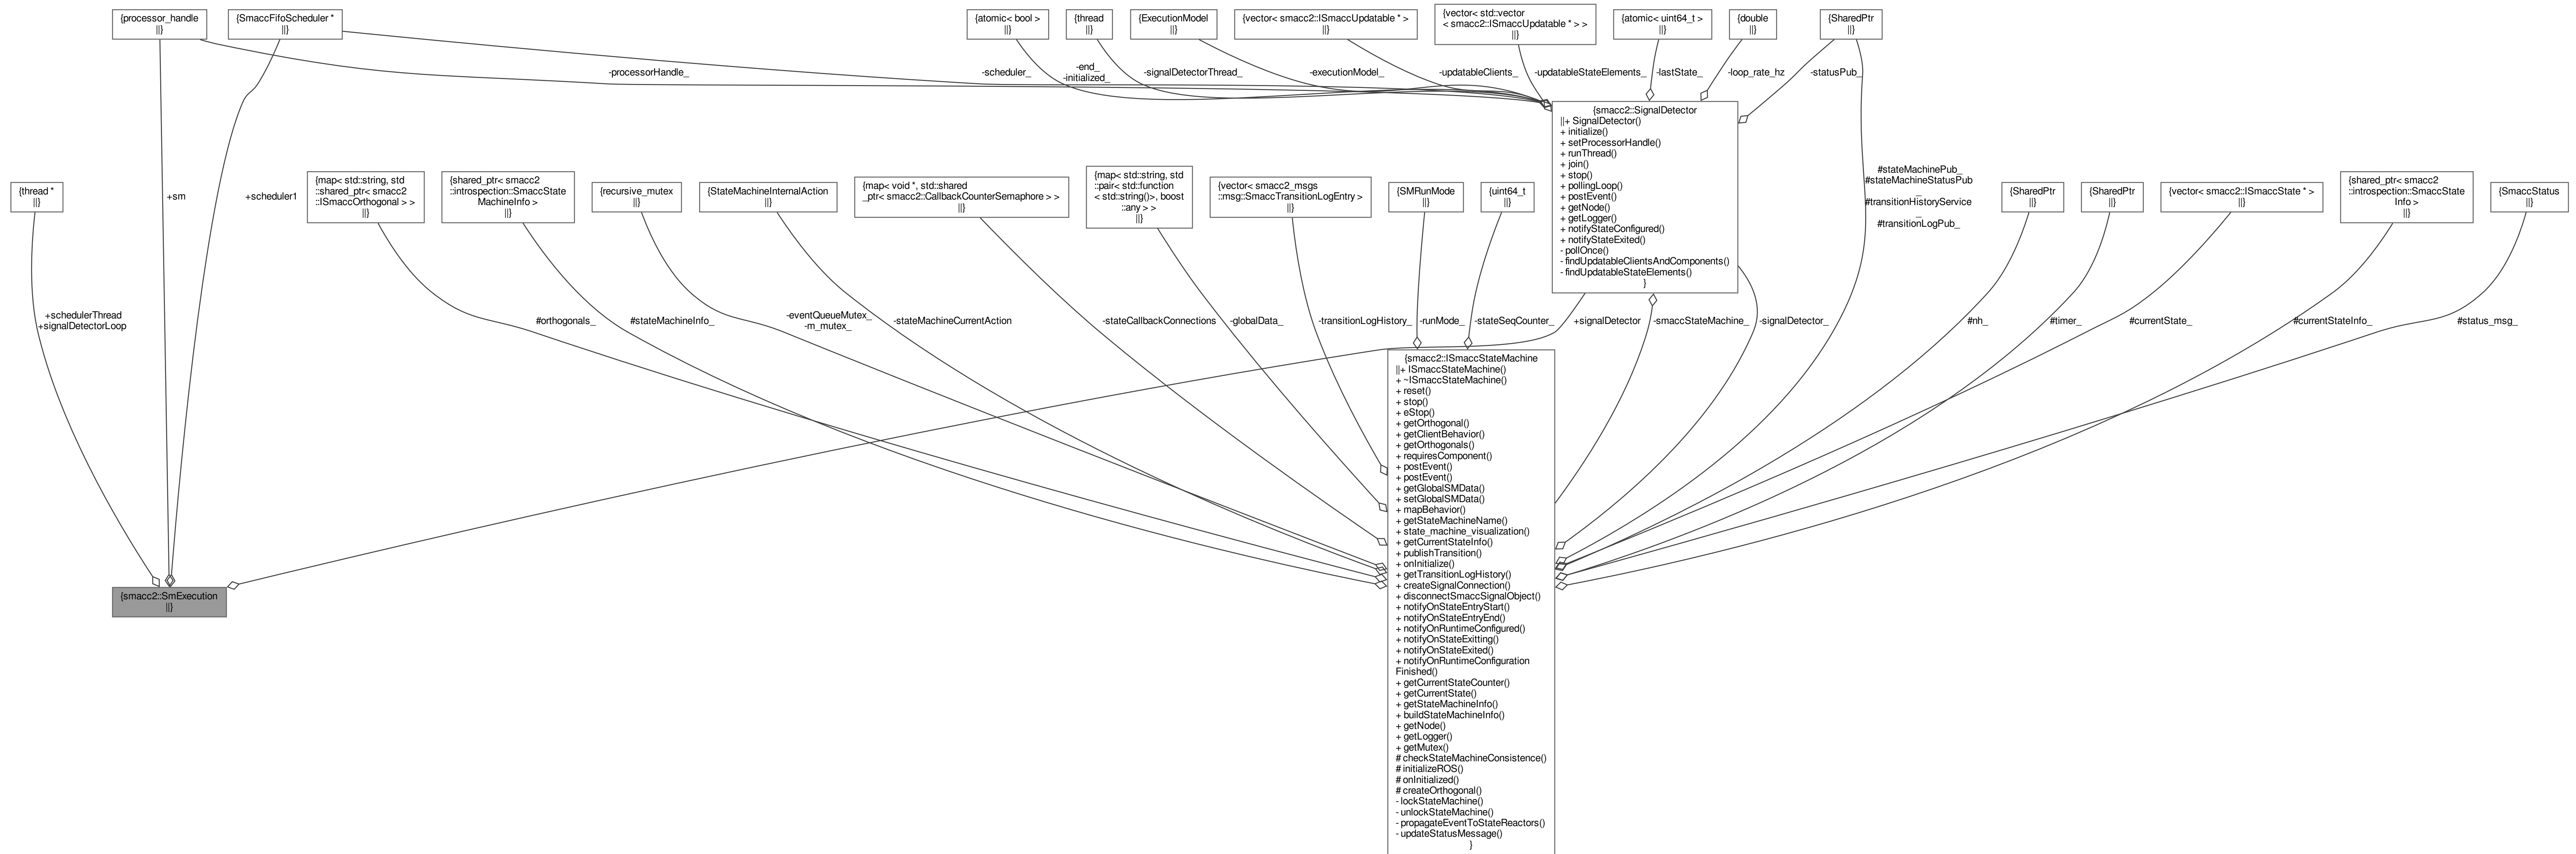 {processor_handle
||}
{SmaccFifoScheduler *
||}
{atomic< bool >
||}
{thread
||}
{ExecutionModel
||}
{vector< smacc2::ISmaccUpdatable * >
||}
{vector< std::vector
< smacc2::ISmaccUpdatable * > >
||}
{atomic< uint64_t >
||}
{double
||}
{SharedPtr
||}
-processorHandle_
-scheduler_
-end_
-initialized_
-signalDetectorThread_
-executionModel_
-updatableClients_
-updatableStateElements_
-lastState_
-loop_rate_hz
-statusPub_
{smacc2::SignalDetector
||+ SignalDetector()
+ initialize()
+ setProcessorHandle()
+ runThread()
+ join()
+ stop()
+ pollingLoop()
+ postEvent()
+ getNode()
+ getLogger()
+ notifyStateConfigured()
+ notifyStateExited()
- pollOnce()
- findUpdatableClientsAndComponents()
- findUpdatableStateElements()
}
{thread *
||}
+sm
+scheduler1
{map< std::string, std
::shared_ptr< smacc2
::ISmaccOrthogonal > >
||}
{shared_ptr< smacc2
::introspection::SmaccState
MachineInfo >
||}
{recursive_mutex
||}
{StateMachineInternalAction
||}
{map< void *, std::shared
_ptr< smacc2::CallbackCounterSemaphore > >
||}
{map< std::string, std
::pair< std::function
< std::string()>, boost
::any > >
||}
{vector< smacc2_msgs
::msg::SmaccTransitionLogEntry >
||}
{SMRunMode
||}
{uint64_t
||}
#stateMachinePub_
#stateMachineStatusPub
_
#transitionHistoryService
_
#transitionLogPub_
{SharedPtr
||}
{SharedPtr
||}
{vector< smacc2::ISmaccState * >
||}
{shared_ptr< smacc2
::introspection::SmaccState
Info >
||}
{SmaccStatus
||}
+schedulerThread
+signalDetectorLoop
#orthogonals_
#stateMachineInfo_
-eventQueueMutex_
-m_mutex_
-stateMachineCurrentAction
-stateCallbackConnections
-globalData_
-transitionLogHistory_
-runMode_
-stateSeqCounter_
+signalDetector
-smaccStateMachine_
-signalDetector_
#nh_
#timer_
#currentState_
#currentStateInfo_
#status_msg_
{smacc2::ISmaccStateMachine
||+ ISmaccStateMachine()
+ ~ISmaccStateMachine()
+ reset()
+ stop()
+ eStop()
+ getOrthogonal()
+ getClientBehavior()
+ getOrthogonals()
+ requiresComponent()
+ postEvent()
+ postEvent()
+ getGlobalSMData()
+ setGlobalSMData()
+ mapBehavior()
+ getStateMachineName()
+ state_machine_visualization()
+ getCurrentStateInfo()
+ publishTransition()
+ onInitialize()
+ getTransitionLogHistory()
+ createSignalConnection()
+ disconnectSmaccSignalObject()
+ notifyOnStateEntryStart()
+ notifyOnStateEntryEnd()
+ notifyOnRuntimeConfigured()
+ notifyOnStateExitting()
+ notifyOnStateExited()
+ notifyOnRuntimeConfiguration
Finished()
+ getCurrentStateCounter()
+ getCurrentState()
+ getStateMachineInfo()
+ buildStateMachineInfo()
+ getNode()
+ getLogger()
+ getMutex()
# checkStateMachineConsistence()
# initializeROS()
# onInitialized()
# createOrthogonal()
- lockStateMachine()
- unlockStateMachine()
- propagateEventToStateReactors()
- updateStatusMessage()
}
{smacc2::SmExecution
||}